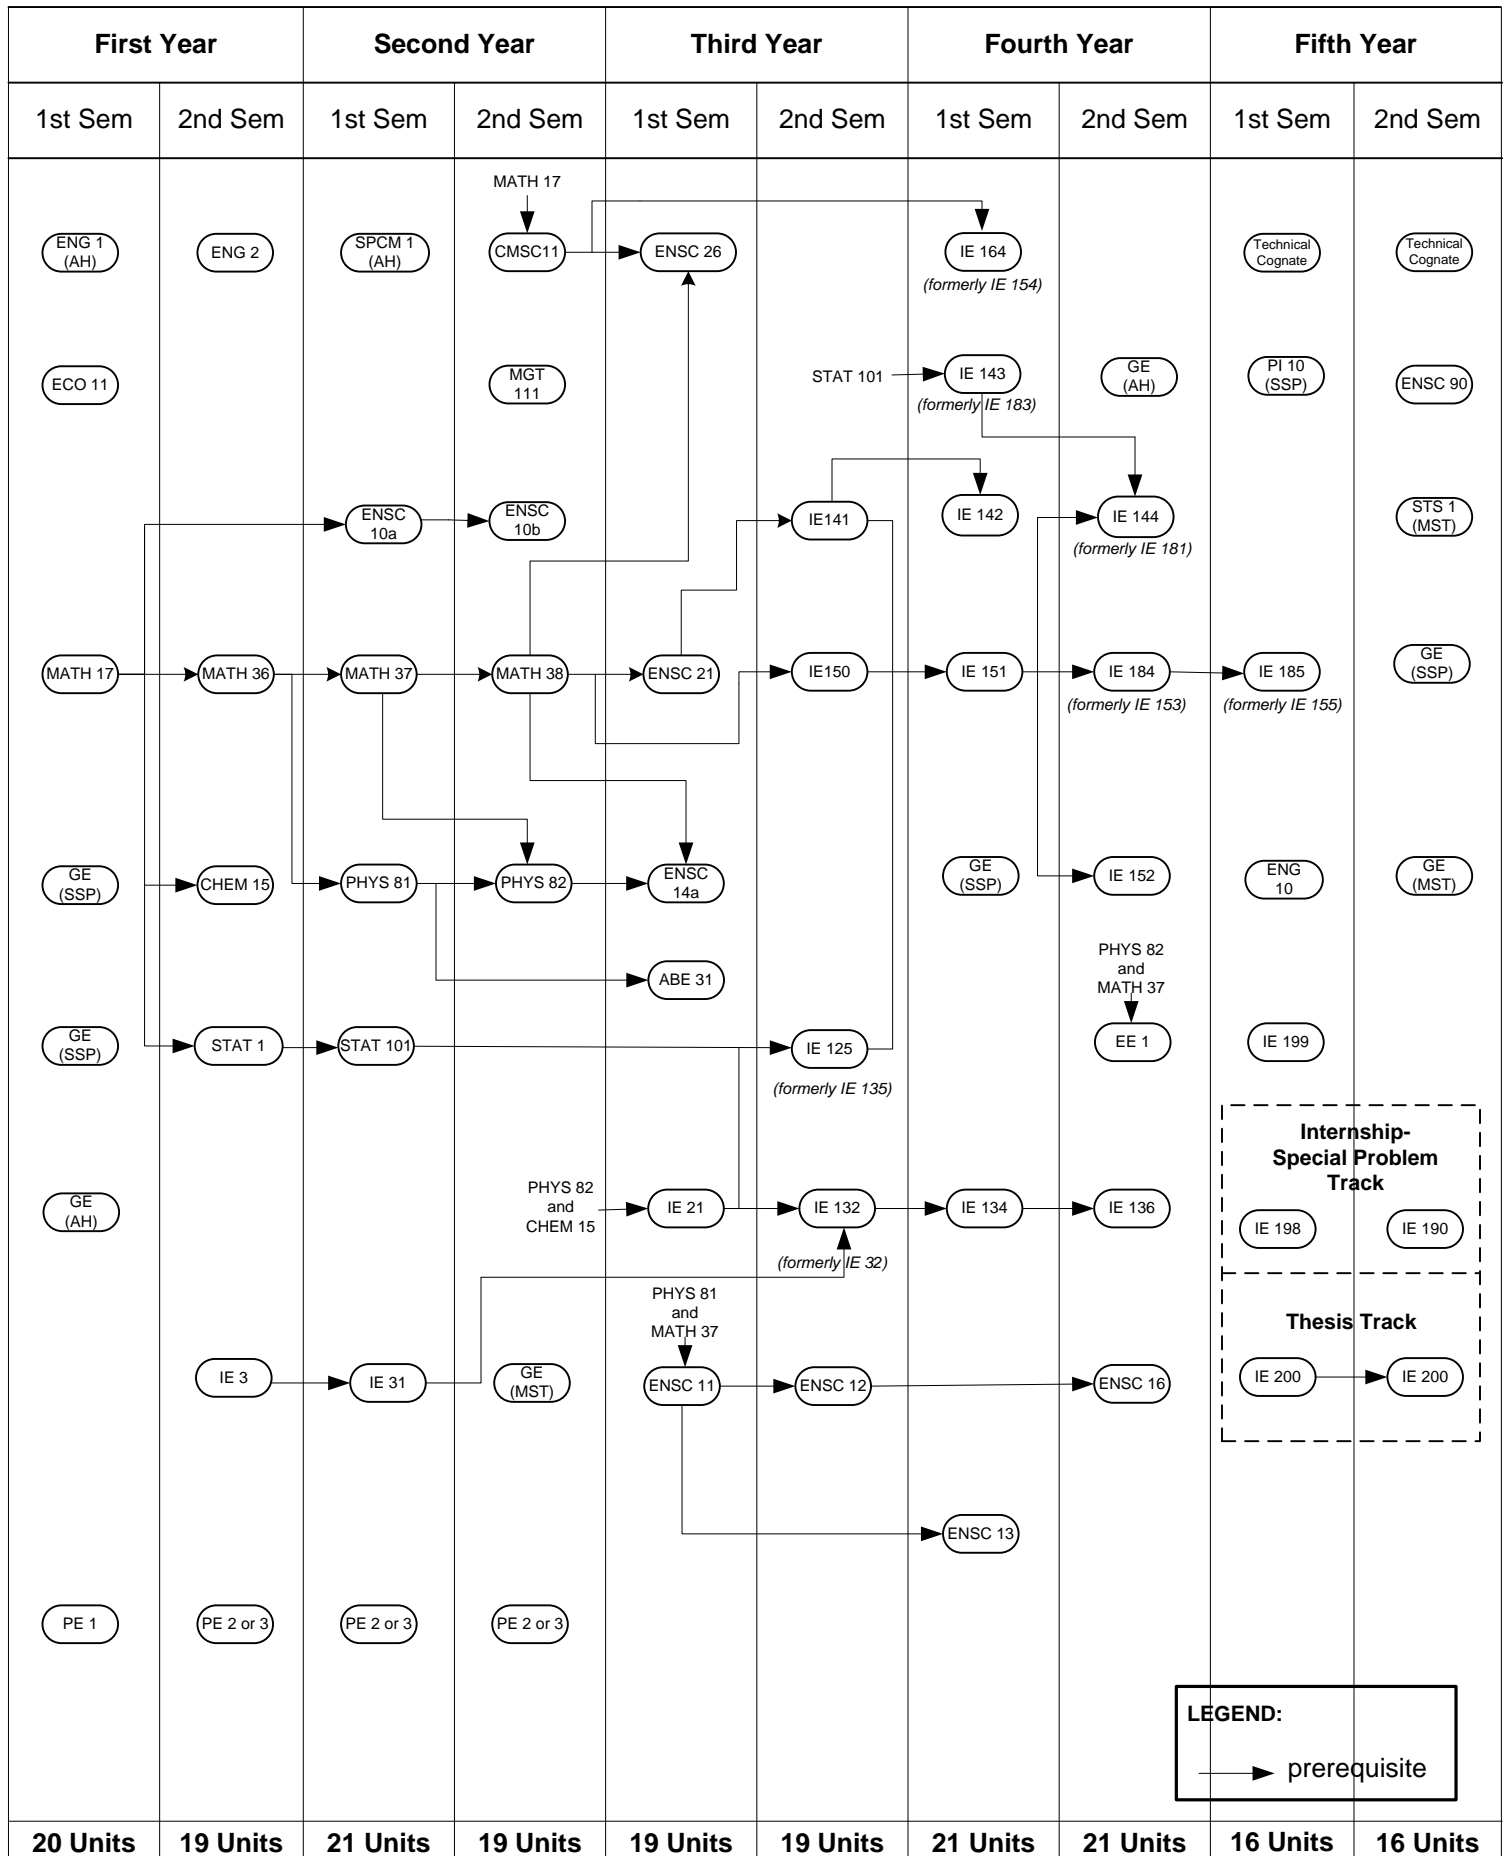 First Year
Second Year
Third Year
Fourth Year
Fifth Year
1st Sem
2nd Sem
1st Sem
2nd Sem
1st Sem
2nd Sem
1st Sem
2nd Sem
1st Sem
2nd Sem
MATH 17
ENG 1
(AH)
ENG 2
SPCM 1
(AH)
CMSC11
ENSC 26
IE 164
(formerly IE 154)
Technical
Cognate
Technical
Cognate
ECO 11
MGT
111
STAT 101
IE 143
(formerly IE 183)
GE
(AH)
PI 10
(SSP)
ENSC 90
ENSC
10a
ENSC
10b
IE141
IE 142
IE 144
(formerly IE 181)
STS 1
(MST)
MATH 17
MATH 36
MATH 37
MATH 38
ENSC 21
IE150
IE 151
IE 184
(formerly IE 153)
IE 185
(formerly IE 155)
GE
(SSP)
GE
(SSP)
CHEM 15
PHYS 81
PHYS 82
ENSC
14a
GE
(SSP)
IE 152
ENG
10
GE
(MST)
ABE 31
PHYS 82
and
MATH 37
GE
(SSP)
STAT 1
STAT 101
IE 125
(formerly IE 135)
EE 1
IE 199
Internship-
Special Problem
Track
GE
(AH)
PHYS 82
and
CHEM 15
IE 21
IE 132
(formerly IE 32)
IE 134
IE 136
IE 198
IE 190
PHYS 81
and
MATH 37
Thesis Track
IE 3
IE 31
GE
(MST)
ENSC 11
ENSC 12
ENSC 16
IE 200
IE 200
ENSC 13
PE 1
PE 2 or 3
PE 2 or 3
PE 2 or 3
LEGEND:
prerequisite
20 Units
19 Units
21 Units
19 Units
19 Units
19 Units
21 Units
21 Units
16 Units
16 Units